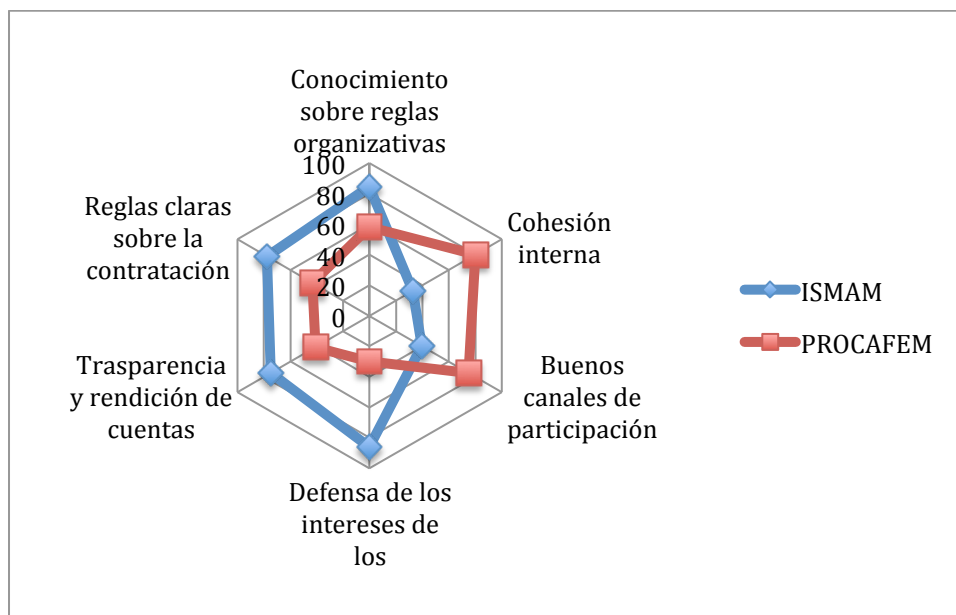 Conocimiento
sobre reglas
organizativas
100
80
60
40
20
0
Cohesión
interna
Buenos
canales de
participación
Defensa de los
intereses de
los
Trasparencia
y rendición de
cuentas
Reglas claras
sobre la
contratación
ISMAM
PROCAFEM